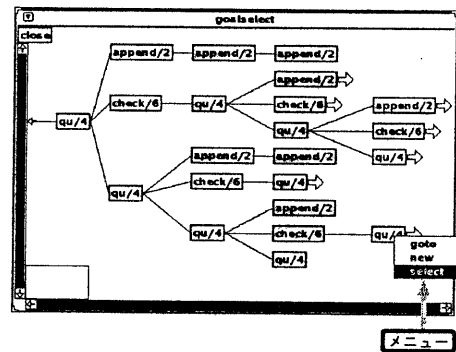 goalselect
close
append/2 append/2 append/2
append/2
check/6 qu/4 check/6 append/2
qu/4 qu/4 check/6
append/2 append/2 qu/4
check/6 qu/4
qu/4
append/2
qu/4 check/6 qu/4
goto
qu/4 new
select
メニュー